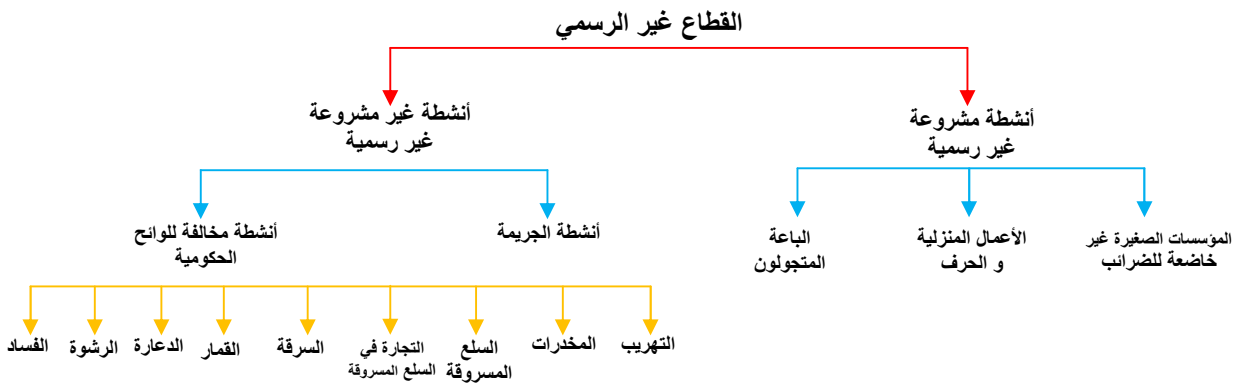 القطاع غير الرسمي
أنشطة مشروعة
غير رسمية
أنشطة غير مشروعة
غير رسمية
المؤسسات الصغيرة غير
خاضعة للضرائب
الأعمال المنزلية
و الحرف
الباعة
المتجولون
أنشطة الجريمة
أنشطة مخالفة للوائح
الحكومية
التهريب
المخدرات
السلع
المسروقة
التجارة في
السلع المسروقة
السرقة
القمار
الدعارة
الرشوة
الفساد